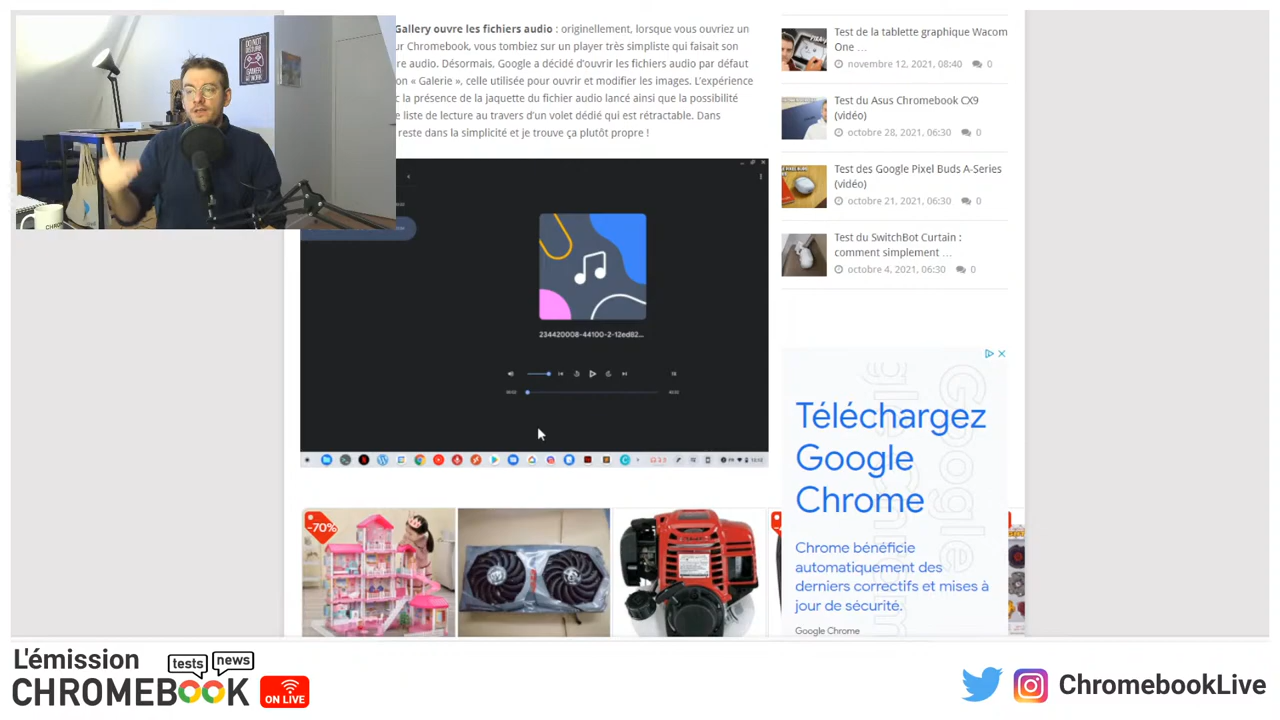 Gallery ouvre les fichiers audio : originellement, lorsque vous ouvriez un
ur Chromebook, vous tombiez sur un player très simpliste qui faisait son
re audio. Désormais, Google a décidé d'ouvrir les fichiers audio par défaut
on « Galerie », celle utilisée pour ouvrir et modifier les images. L'expérience
c la présence de la jaquette du fichier audio lancé ainsi que la possibilité
e liste de lecture au travers d'un volet dédié qui est rétractable. Dans
reste dans la simplicité et je trouve ça plutôt propre !
DO NOT
DISTURB
GAMER
AT WORK
234420008-44100-2-12ed82...
-70%
Test de la tablette graphique Wacom
One ...
novembre 12, 2021, 08:40 0
Test du Asus Chromebook CX9
(vidéo)
octobre 28, 2021, 06:30 0
Test des Google Pixel Buds A-Series
(vidéo)
octobre 21, 2021, 06:30 0
Test du SwitchBot Curtain :
comment simplement ...
octobre 4, 2021, 06:30 0
Téléchargez
Google
Chrome
Chrome bénéficie
automatiquement des
derniers correctifs et mises à
jour de sécurité.
Google Chrome
L'émission
tests
news
CHROMEBOOK
ON LIVE
ChromebookLive